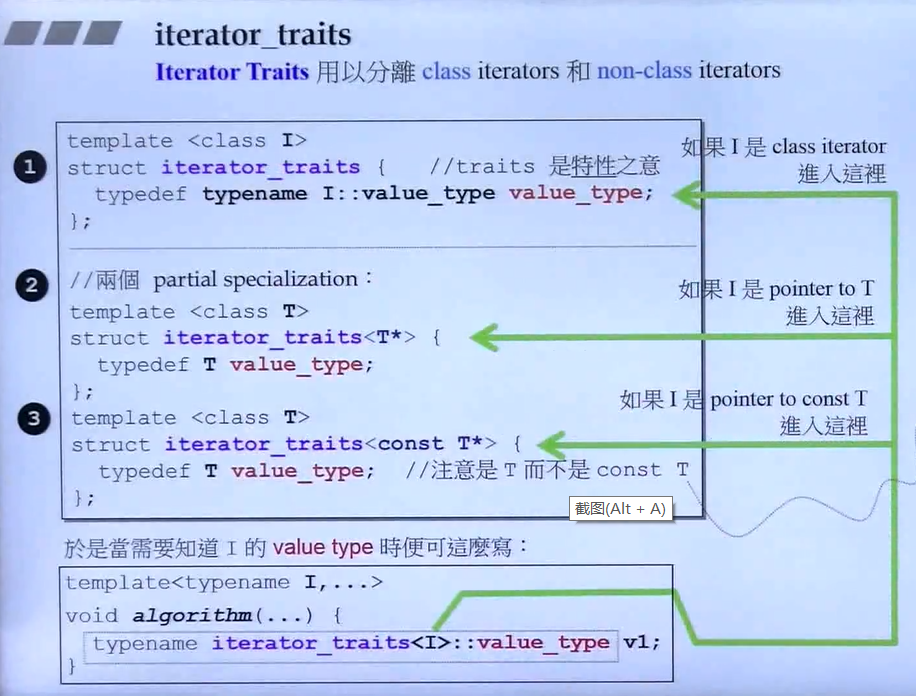 iterator_traits
Iterator Traits 用以分離 class iterators 和 non-class iterators
1
template <class I>
struct iterator_traits { //traits 是特性之意
typedef typename I::value_type value_type;
};
如果 I 是 class iterator
進入這裡
2
//兩個 partial specialization：
template <class T>
struct iterator_traits<T*> {
typedef T value_type;
};
如果 I 是 pointer to T
進入這裡
3
template <class T>
struct iterator_traits<const T*> {
typedef T value_type; //注意是 T 而不是 const T
};
如果 I 是 pointer to const T
進入這裡
截图(Alt + A)
於是當需要知道 I 的 value type 時便可這麼寫：
template<typename I,...>
void algorithm(...) {
typename iterator_traits<I>::value_type v1;
}